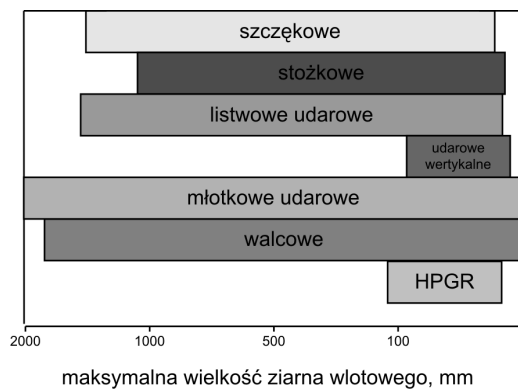 szczękowe
stożkowe
listwowe udarowe
udarowe
wertykalne
młotkowe udarowe
walcowe
HPGR
2000 1000 500 100
maksymalna wielkość ziarna wlotowego, mm